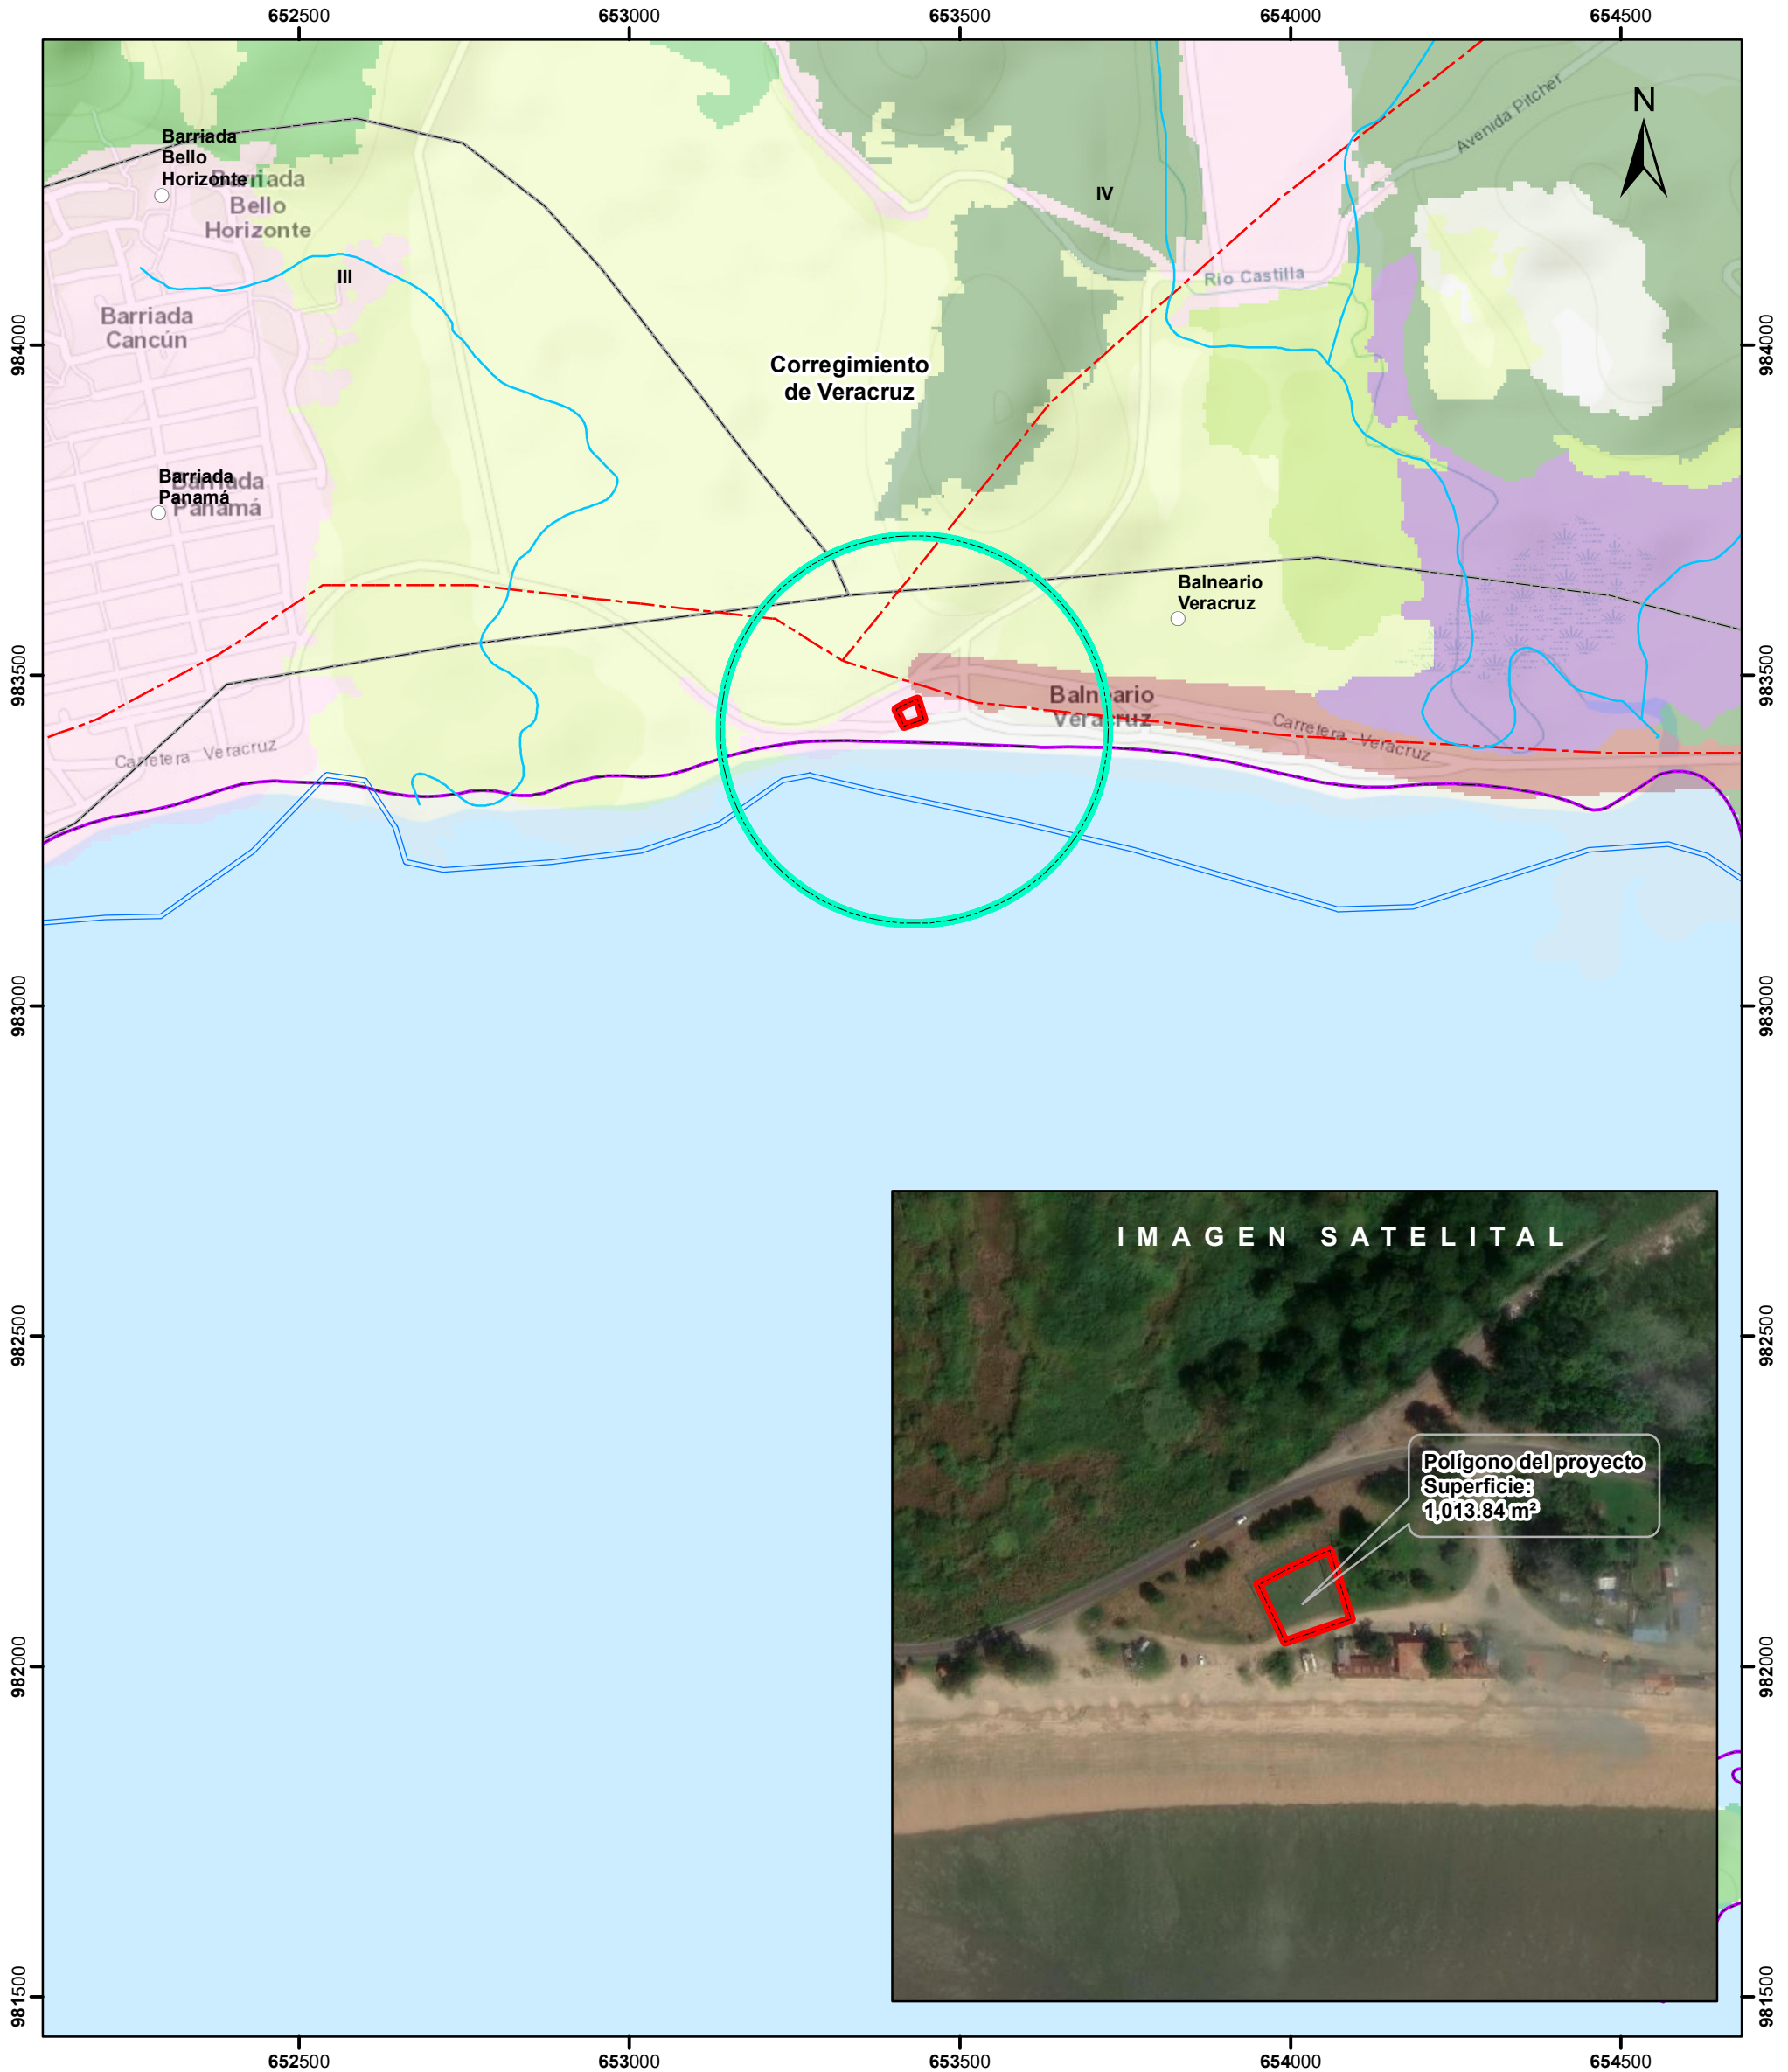 652500 653000 653500 654000 654500
N
Avenida Pitcher
Barriada
Bello
Horizonte
Barriada
Bello
Horizonte
IV
III
Río Castilla
Barriada
Cancún
984000
984000
Corregimiento
de Veracruz
Barriada
Panamá
Barriada
Panamá
Balneario
Veracruz
983500
983500
Balneario
Veracruz
Carretera Veracruz
Carretera Veracruz
983000
983000
IMAGEN SATELITAL
982500
982500
Polígono del proyecto
Superficie:
1,013.84 m²
982000
982000
981500
981500
652500 653000 653500 654000 654500